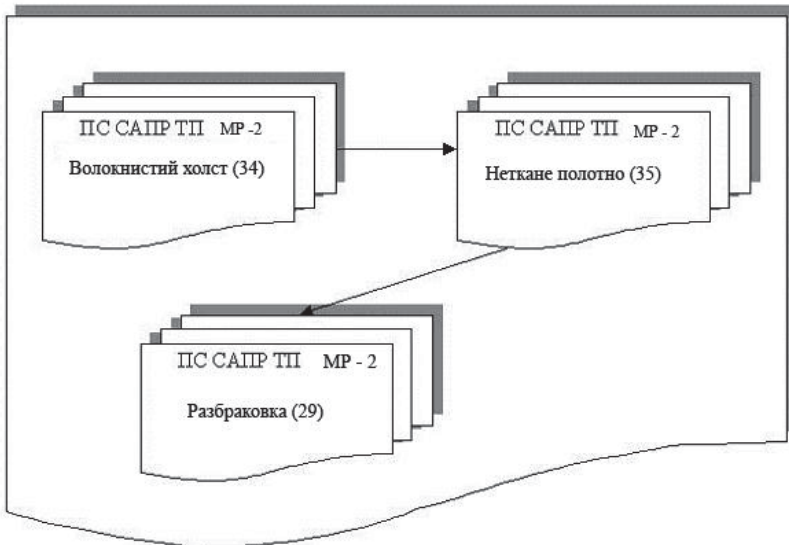 ПС САПР ТП МР -2
Волокнистий холст (34)
ПС САПР ТП МР - 2
Неткане полотно (35)
ПС САПР ТП МР - 2
Разбраковка (29)